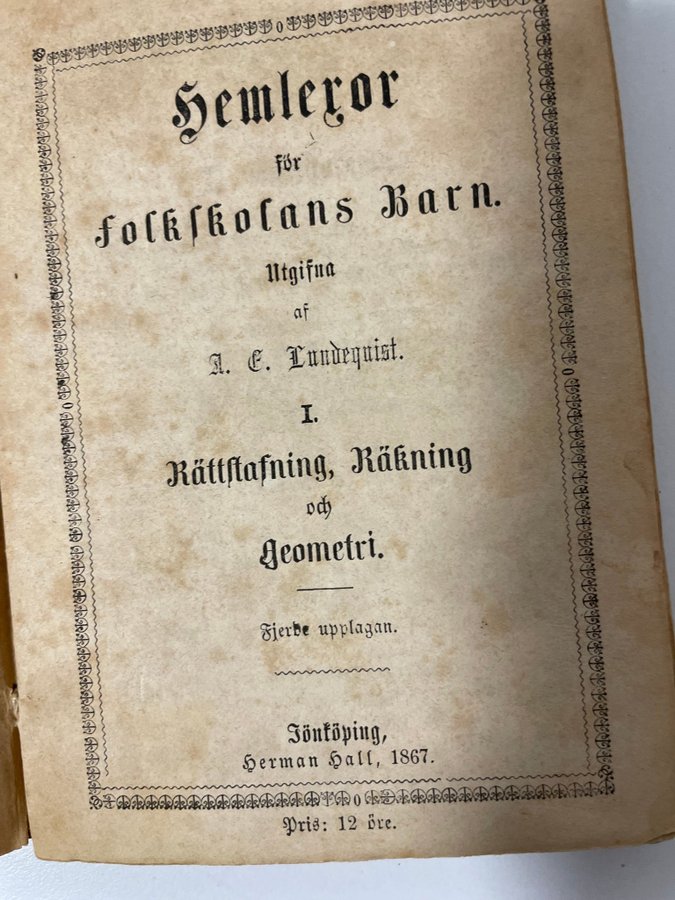 Hemlexor
för
Folkskolans Barn.
Utgifna
af
A. E. Lundequist.
I.
Rättstafning, Räkning
och
Geometri.
Fjerde upplagan.
Jönköping,
Herman Hall, 1867.
Pris: 12 öre.